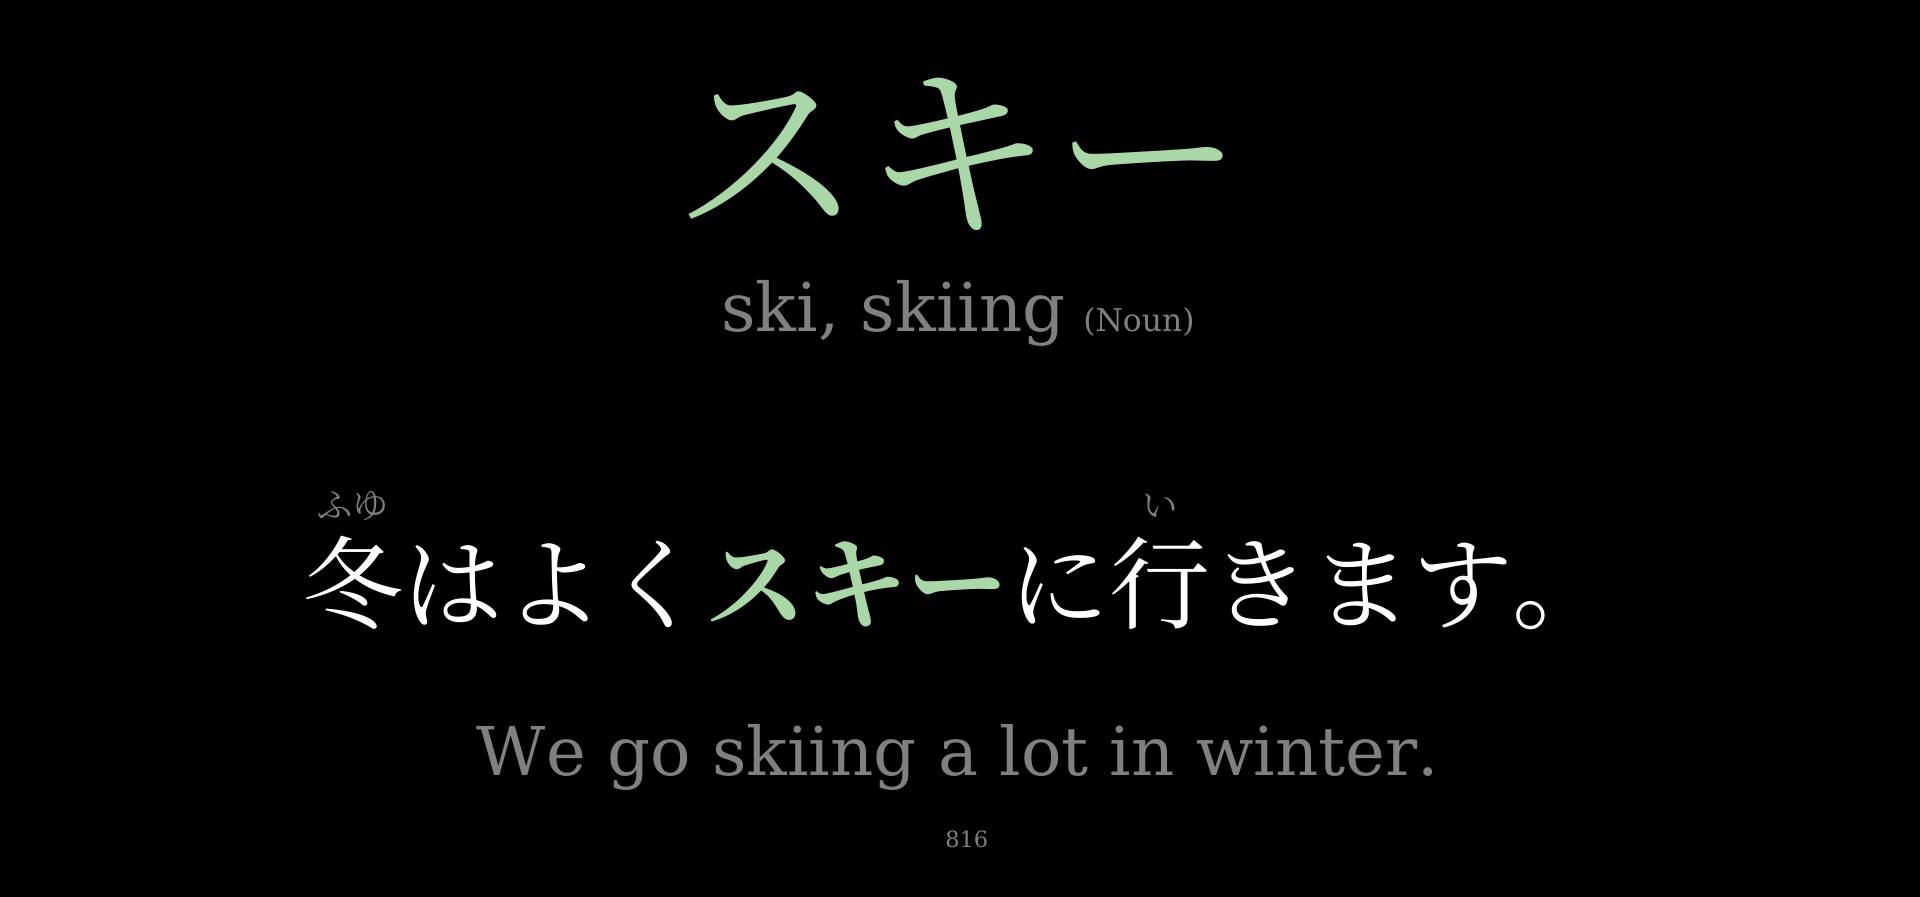 スキー
ski, skiing (Noun)
ふゆ い
冬はよくスキーに行きます。
We go skiing a lot in winter.
816